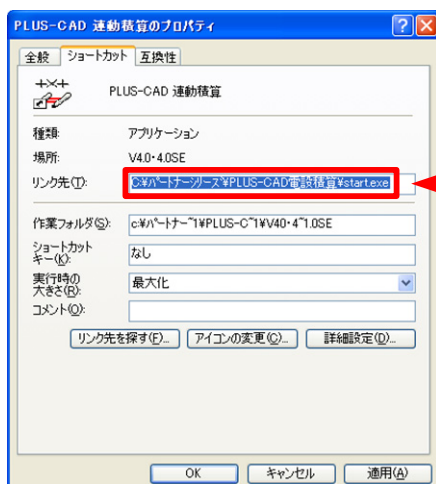 PLUS-CAD 連動積算のプロパティ
全般 ショートカット 互換性
PLUS-CAD 連動積算
種類: アプリケーション
場所: V4.0・4.0SE
リンク先(T): C:¥パートナーシリーズ¥PLUS-CAD電設積算¥start.exe
作業フォルダ(S): c:¥パートナー~1¥PLUS-C~1¥V40・4~1.0SE
ショートカット
キー(K): なし
実行時の
大きさ(R): 最大化
コメント(O):
リンク先を探す(F)... アイコンの変更(C)... 詳細設定(D)...
OK キャンセル 適用(A)